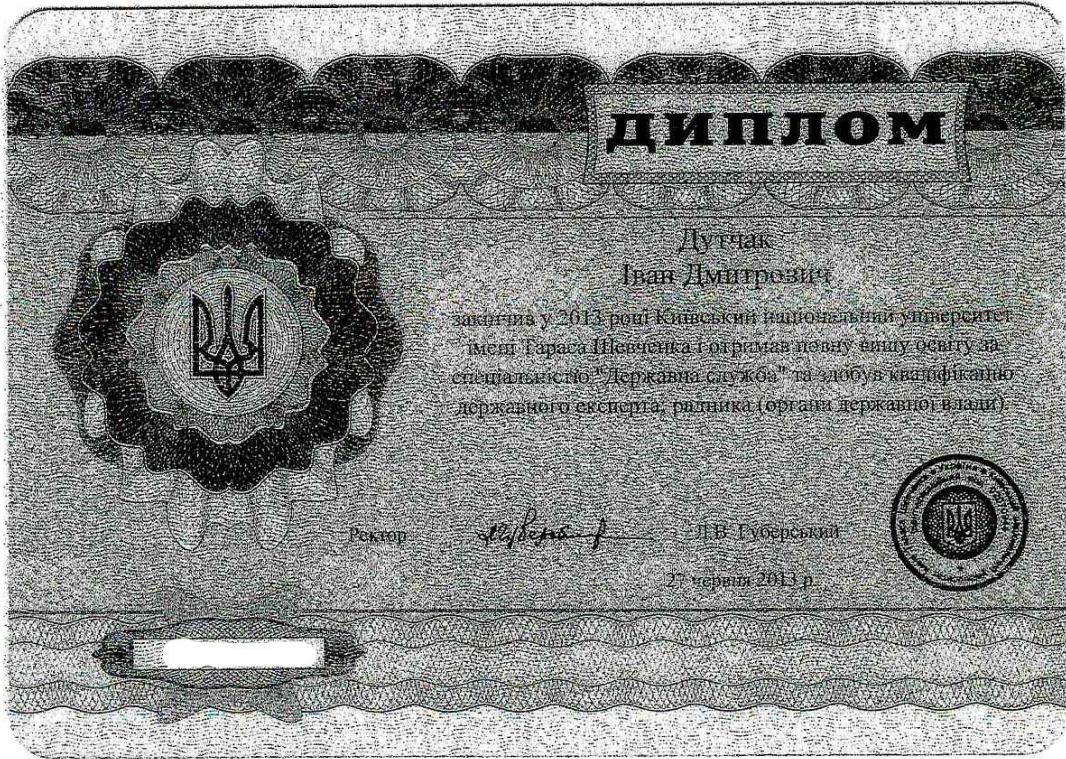 ДИПЛОМ
Дутчак
Іван Дмитрович
закінчив у 2013 році Київський національний університет
імені Тараса Шевченка і отримав повну вищу освіту за
спеціальністю "Державна служба" та здобув кваліфікацію
державного експерта, радника (органи державної влади).
Ректор Л.В. Губерський
27 червня 2013 р.